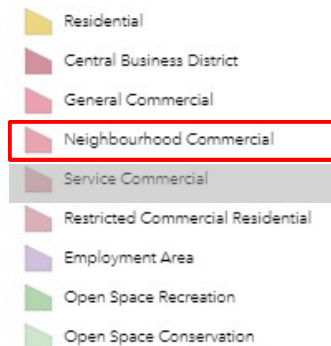 Residential
Central Business District
General Commercial
Neighbourhood Commercial
Service Commercial
Restricted Commercial Residential
Employment Area
Open Space Recreation
Open Space Conservation